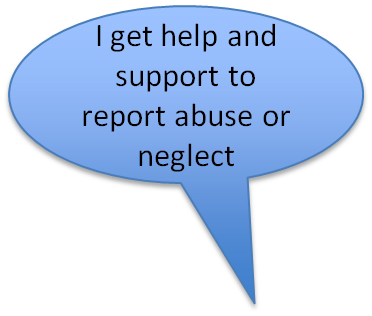 I get help and
support to
report abuse or
neglect